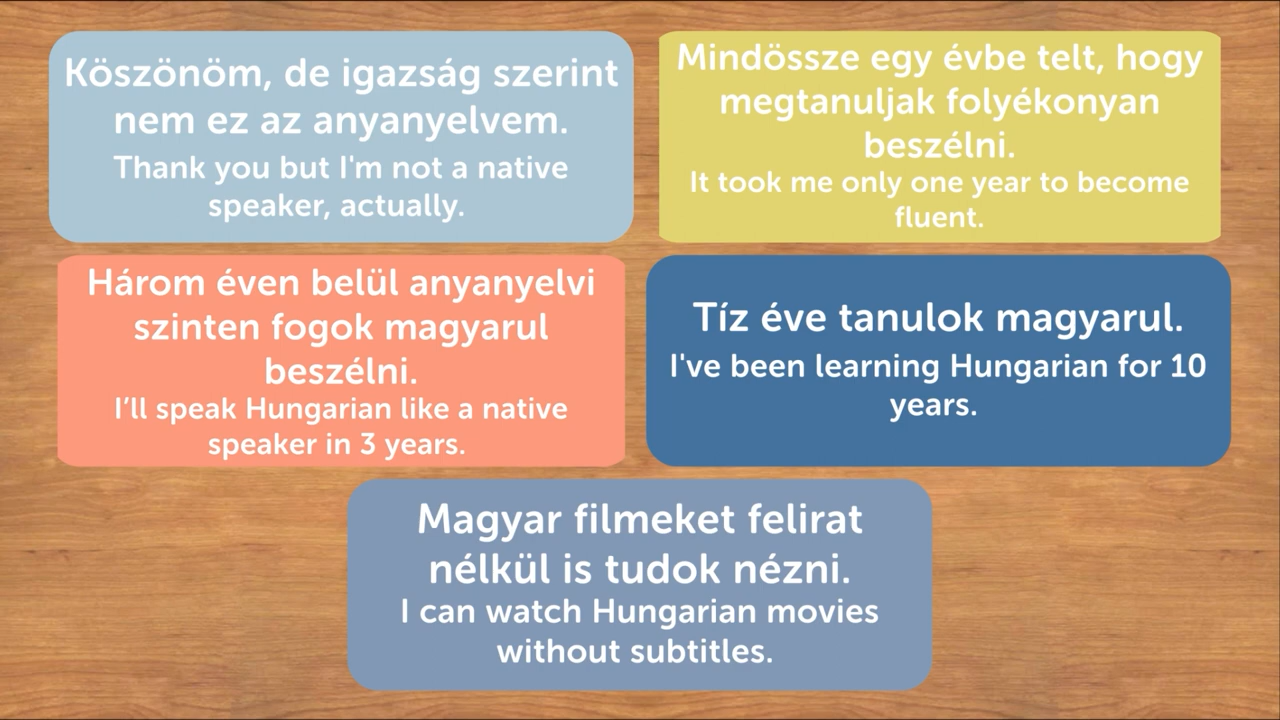 Köszönöm, de igazság szerint
nem ez az anyanyelvem.
Thank you but I'm not a native
speaker, actually.
Mindössze egy évbe telt, hogy
megtanuljak folyékonyan
beszélni.
It took me only one year to become
fluent.
Három éven belül anyanyelvi
szinten fogok magyarul
beszélni.
I’ll speak Hungarian like a native
speaker in 3 years.
Tíz éve tanulok magyarul.
I've been learning Hungarian for 10
years.
Magyar filmeket felirat
nélkül is tudok nézni.
I can watch Hungarian movies
without subtitles.